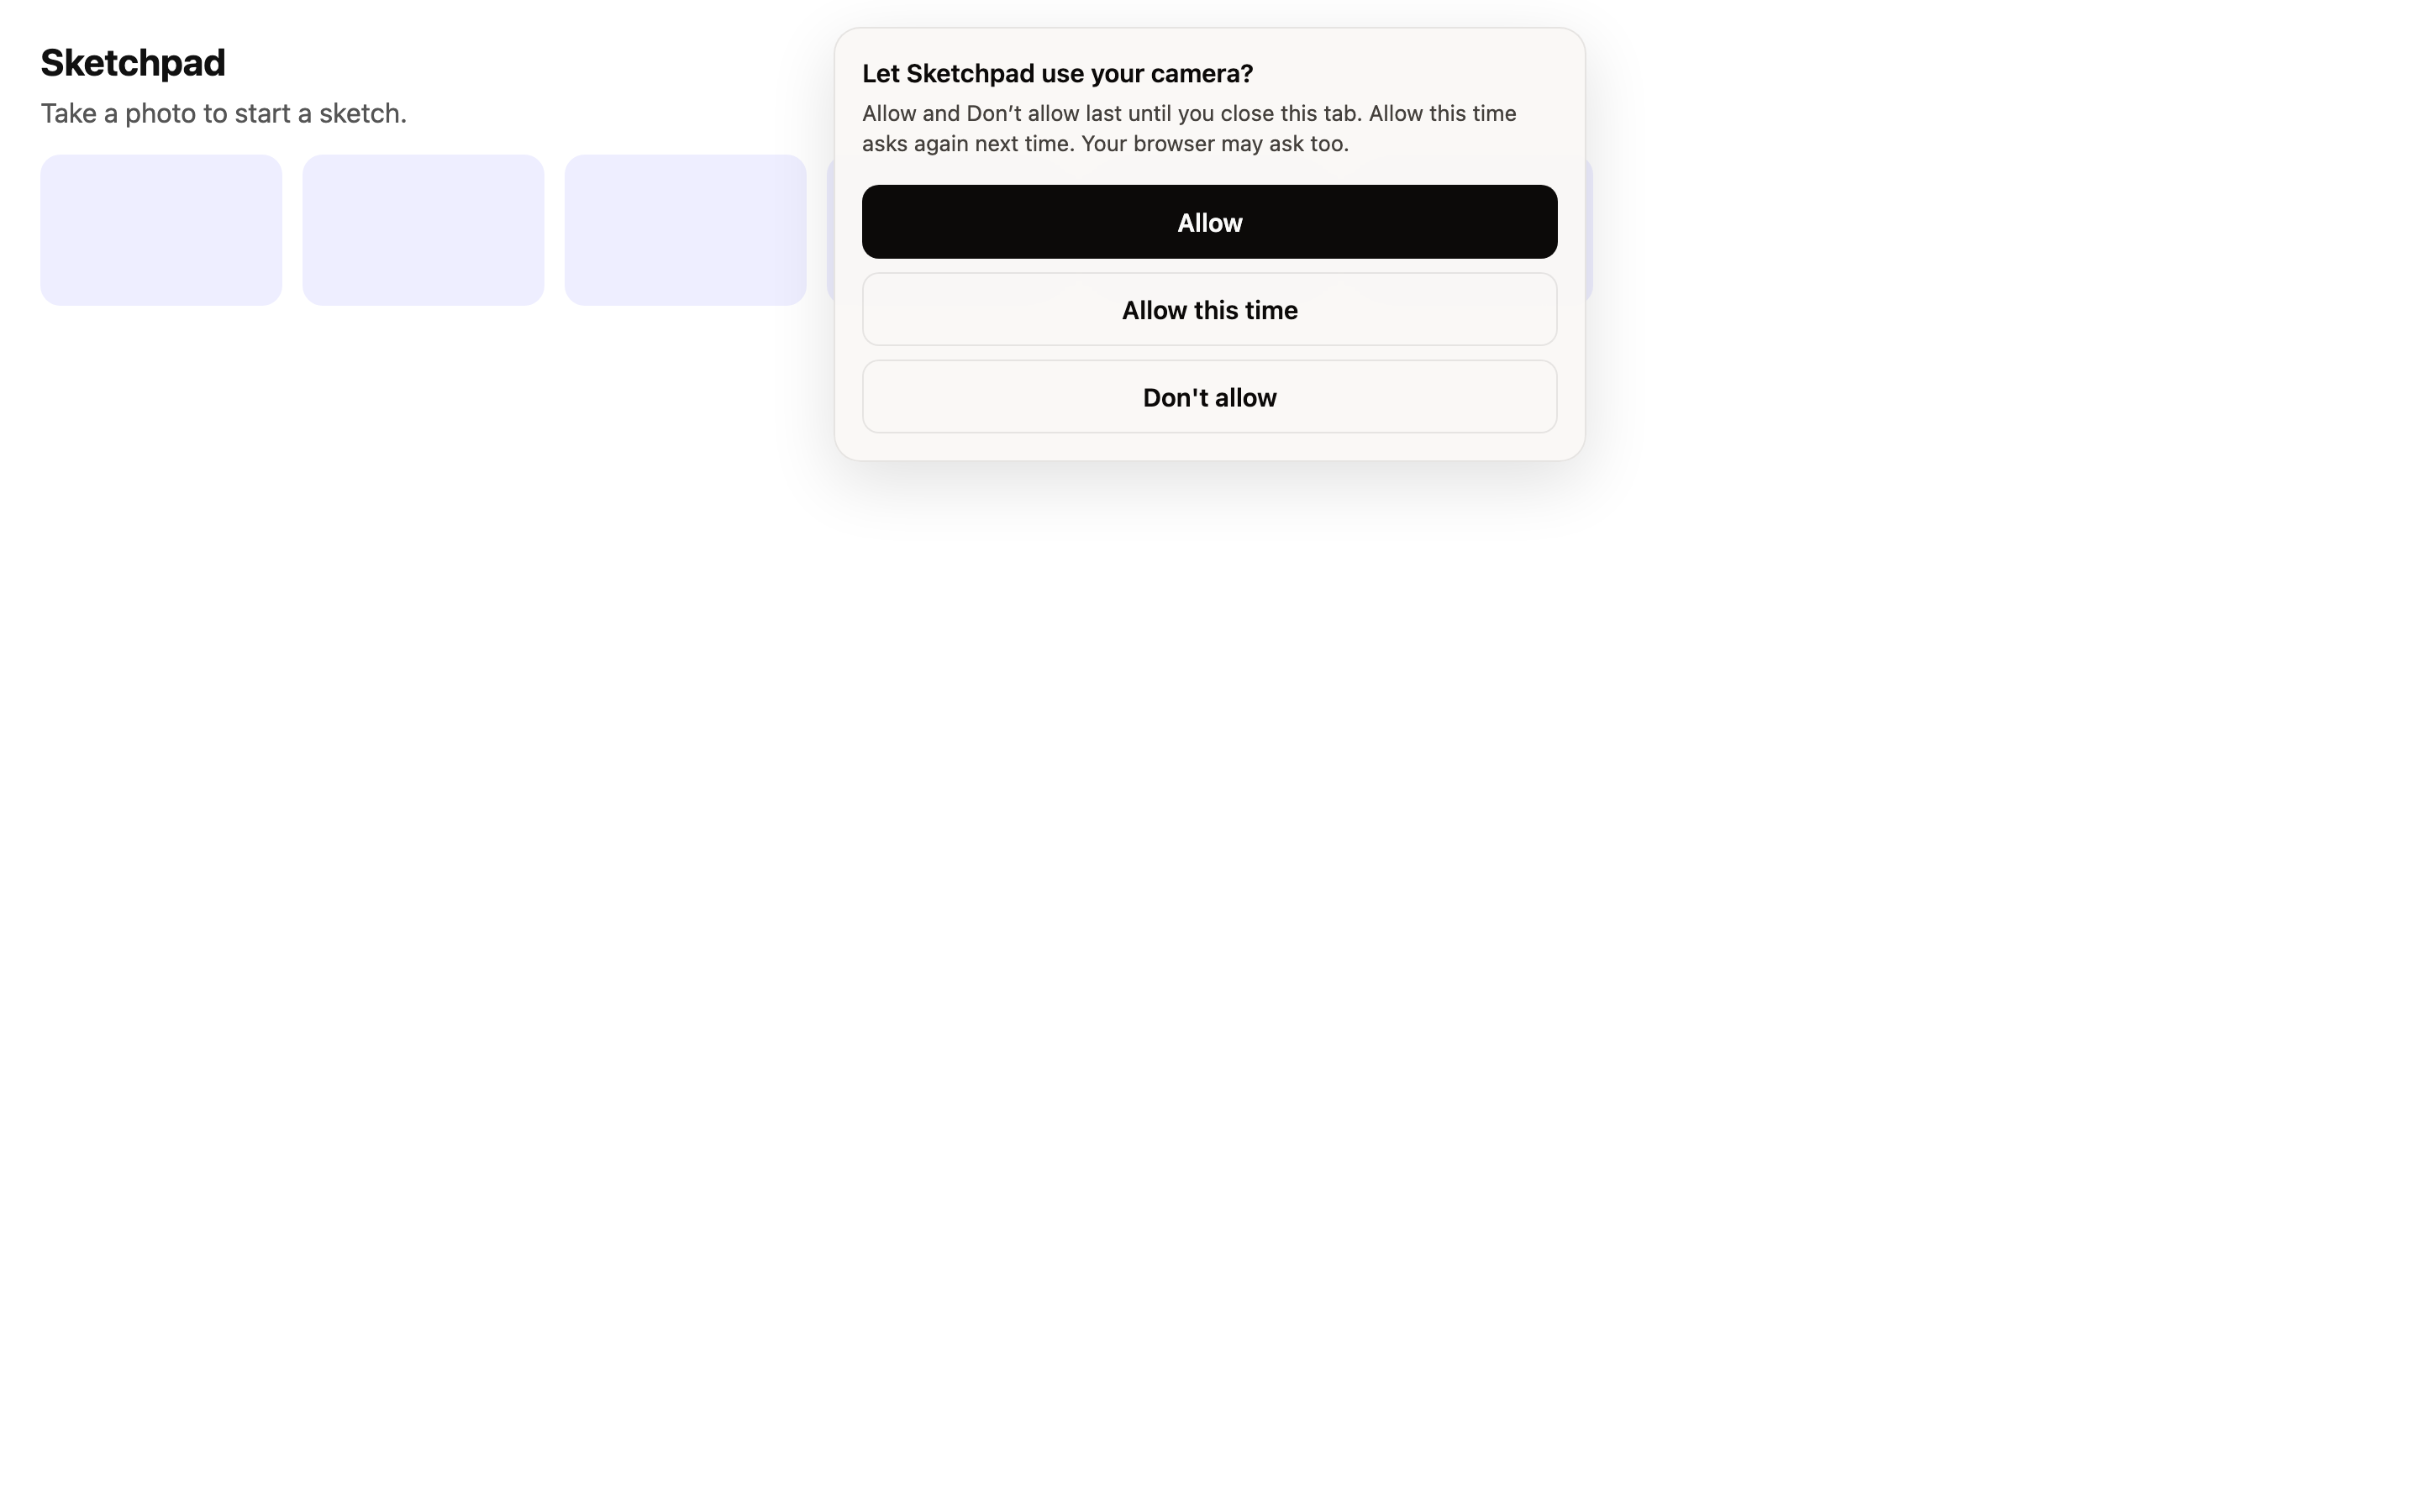 Sketchpad
Take a photo to start a sketch.
Let Sketchpad use your camera?
Allow and Don’t allow last until you close this tab. Allow this time
asks again next time. Your browser may ask too.
Allow
Allow this time
Don't allow